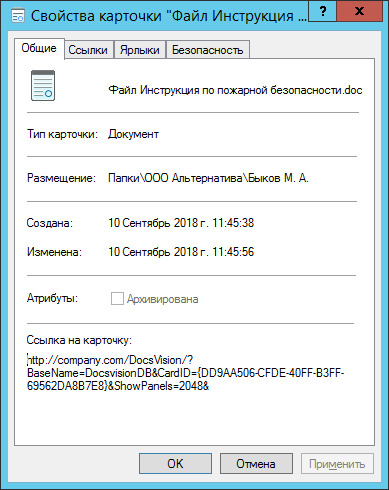 Свойства карточки "Файл Инструкция ...
Общие Ссылки Ярлыки Безопасность
Файл Инструкция по пожарной безопасности.doc
Тип карточки: Документ
Размещение: Папки\ООО Альтернатива\Быков М. А.
Создана: 10 Сентябрь 2018 г. 11:45:38
Изменена: 10 Сентябрь 2018 г. 11:45:56
Атрибуты: Архивирована
Ссылка на карточку:
http://company.com/DocsVision/?
BaseName=DocsvisionDB&CardID={DD9AA506-CFDE-40FF-B3FF-
69562DA8B7E8}&ShowPanels=2048&
OK Отмена Применить